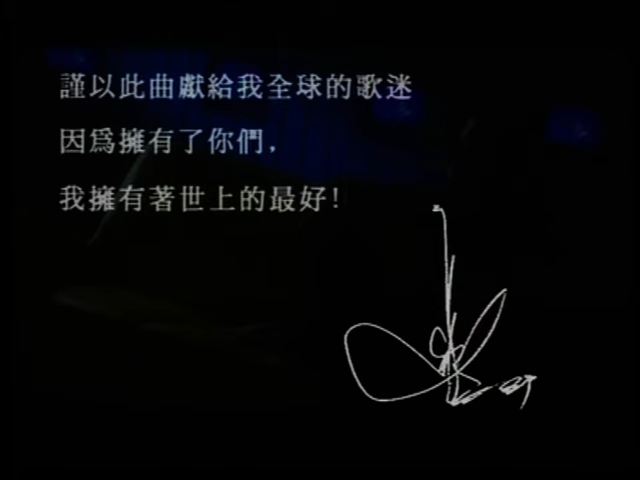 謹以此曲獻給我全球的歌迷
因為擁有了你們，
我擁有著世上的最好！